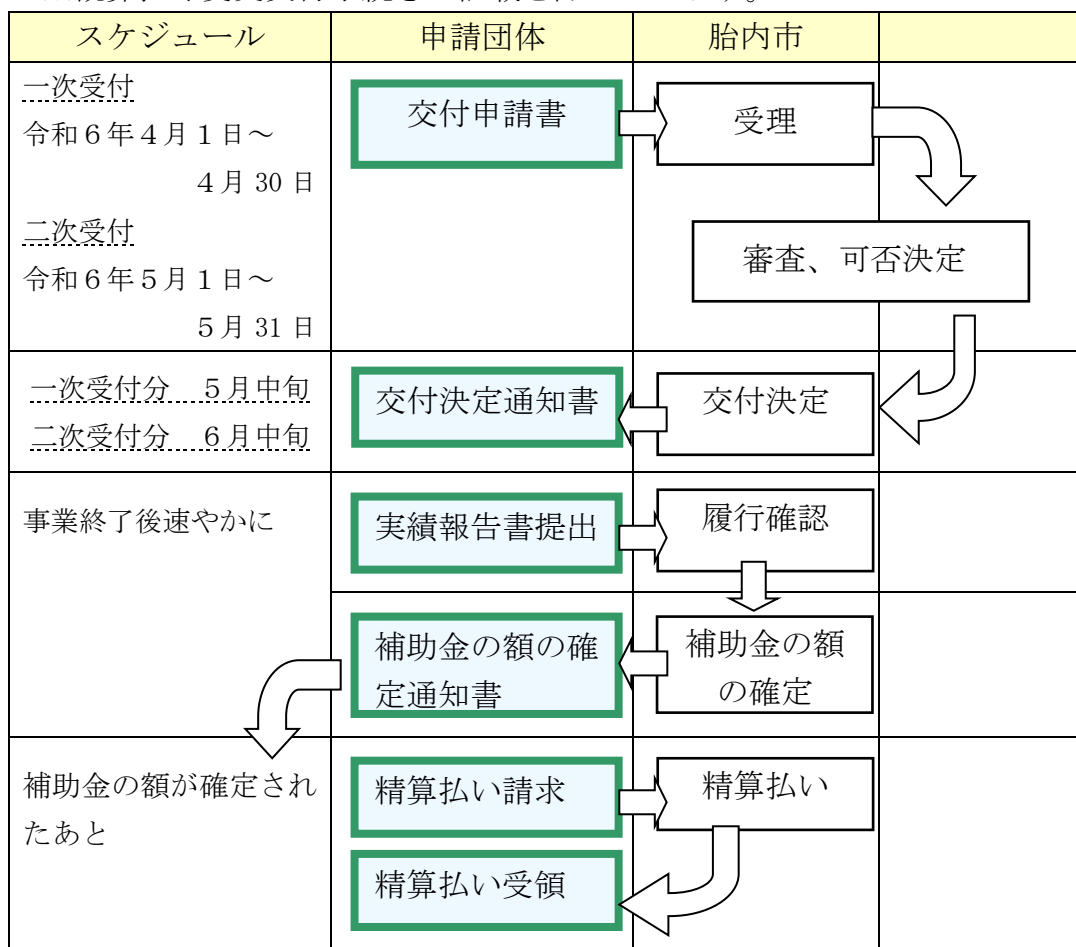 スケジュール
申請団体
胎内市
一次受付
令和６年４月１日～
４月 30 日
二次受付
令和６年５月１日～
５月 31 日
交付申請書
受理
審査、可否決定
一次受付分　５月中旬
二次受付分　６月中旬
交付決定通知書
交付決定
事業終了後速やかに
実績報告書提出
履行確認
補助金の額の確
定通知書
補助金の額
の確定
補助金の額が確定され
たあと
精算払い請求
精算払い
精算払い受領